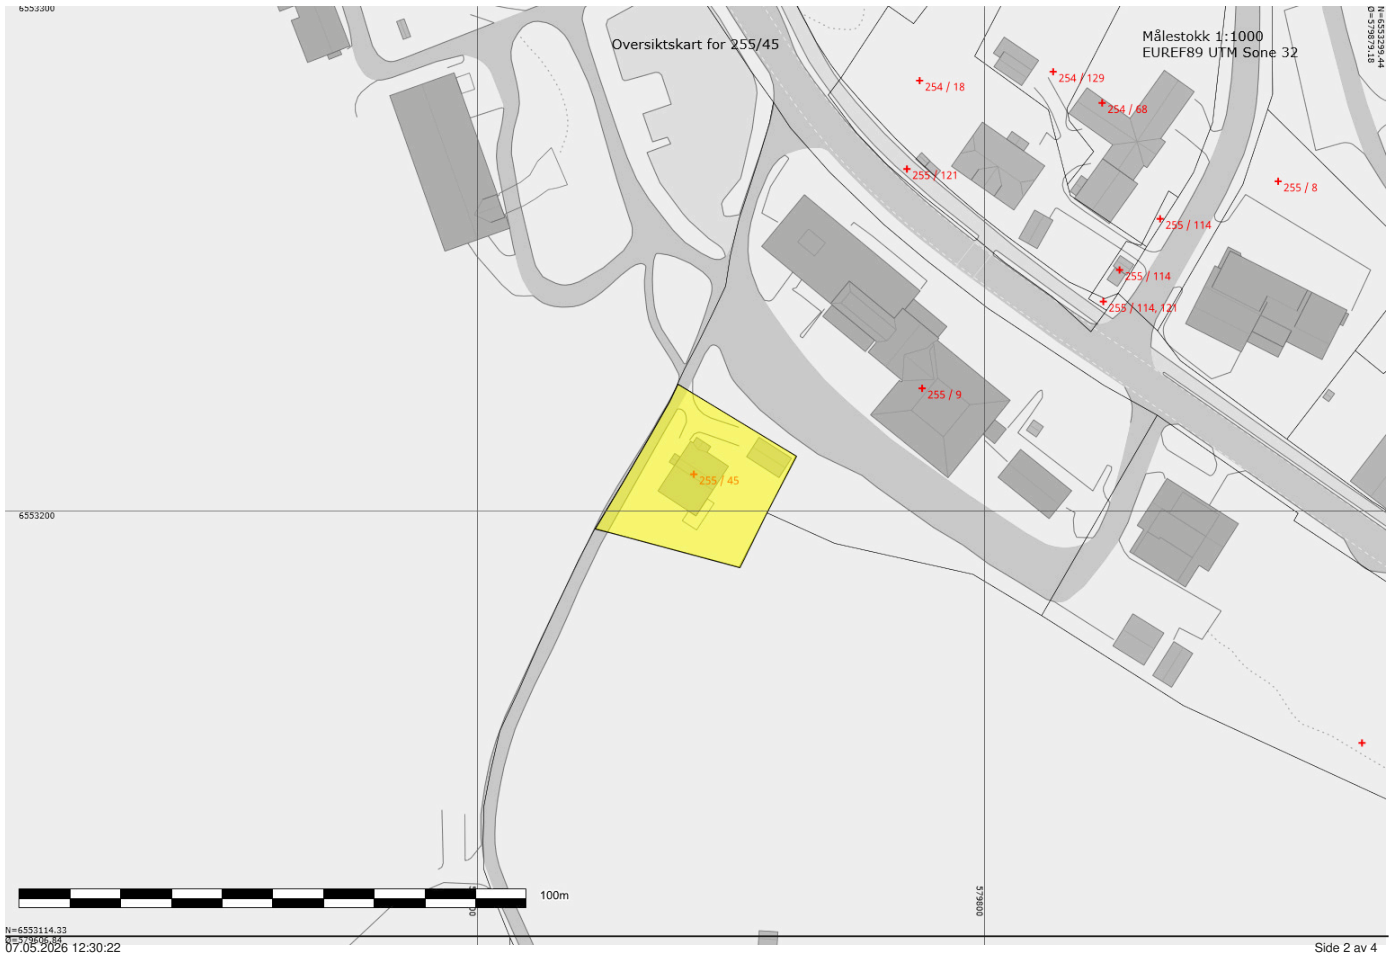 6553300
Oversiktskart for 255/45
Målestokk 1:1000
EUREF89 UTM Sone 32
N=6553299.44
Ø=579879.18
254 / 129
254 / 18
254 / 68
255 / 121
255 / 8
255 / 114
255 / 114
255 / 114, 121
255 / 9
255 / 45
6553200
100m
579800
N=6553114.33
Ø=579606.84
07.05.2026 12:30:22
Side 2 av 4